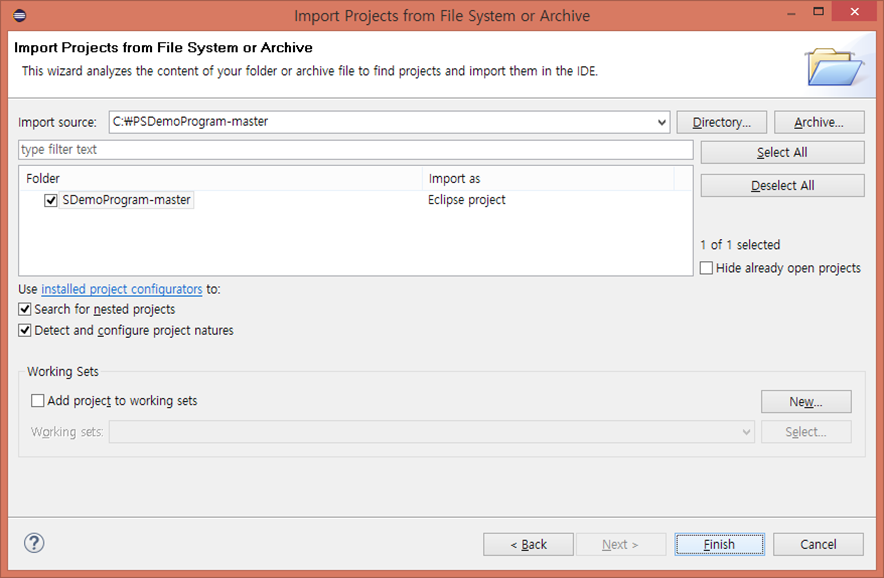 Import Projects from File System or Archive
Import Projects from File System or Archive
This wizard analyzes the content of your folder or archive file to find projects and import them in the IDE.
Import source: C:₩PSDemoProgram-master Directory... Archive...
type filter text
Select All
Folder Import as
Deselect All
SDemoProgram-master Eclipse project
1 of 1 selected
Hide already open projects
Use installed project configurators to:
Search for nested projects
Detect and configure project natures
Working Sets
Add project to working sets New...
Working sets: Select...
? < Back Next > Finish Cancel